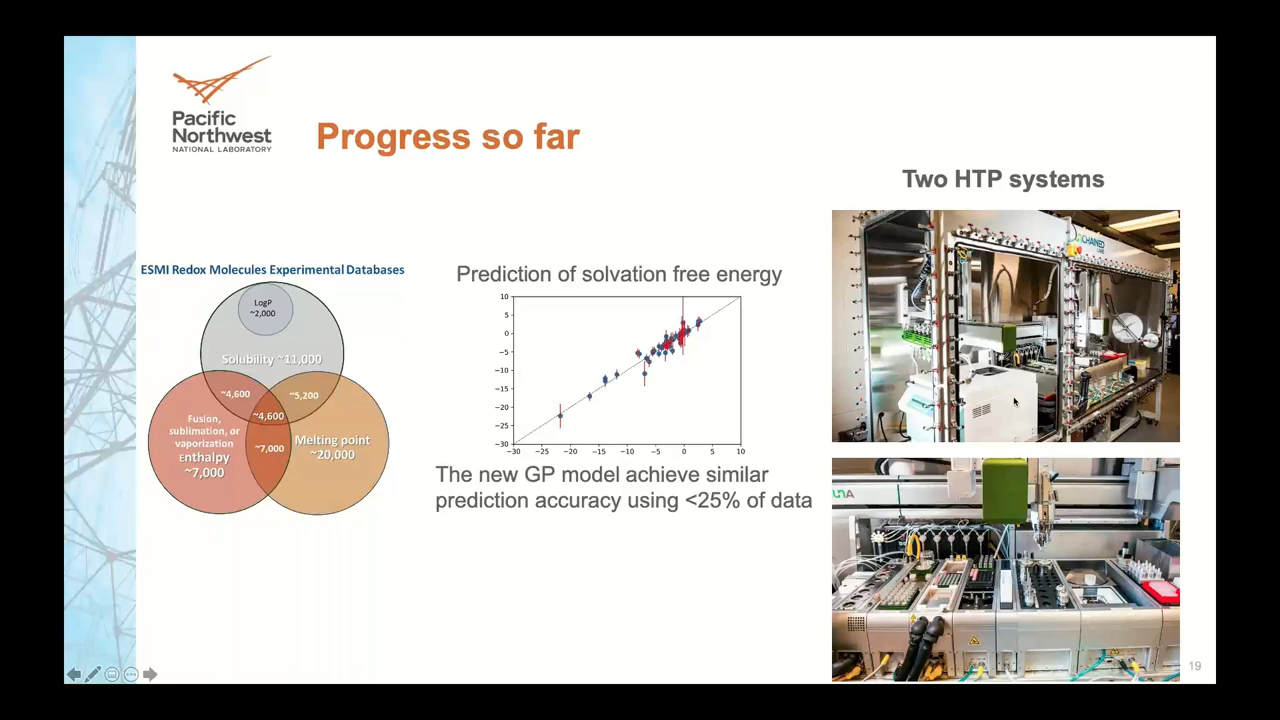 Pacific
Northwest
NATIONAL LABORATORY
Progress so far
Two HTP systems
ESMI Redox Molecules Experimental Databases
LogP
~2,000
Solubility ~11,000
~4,600
~5,200
~4,600
Fusion,
sublimation, or
vaporization
Enthalpy
~7,000
~7,000
Melting point
~20,000
Prediction of solvation free energy
10
5
0
−5
−10
−15
−20
−25
−30
−30 −25 −20 −15 −10 −5 0 5 10
The new GP model achieve similar
prediction accuracy using <25% of data
CHAINED
19